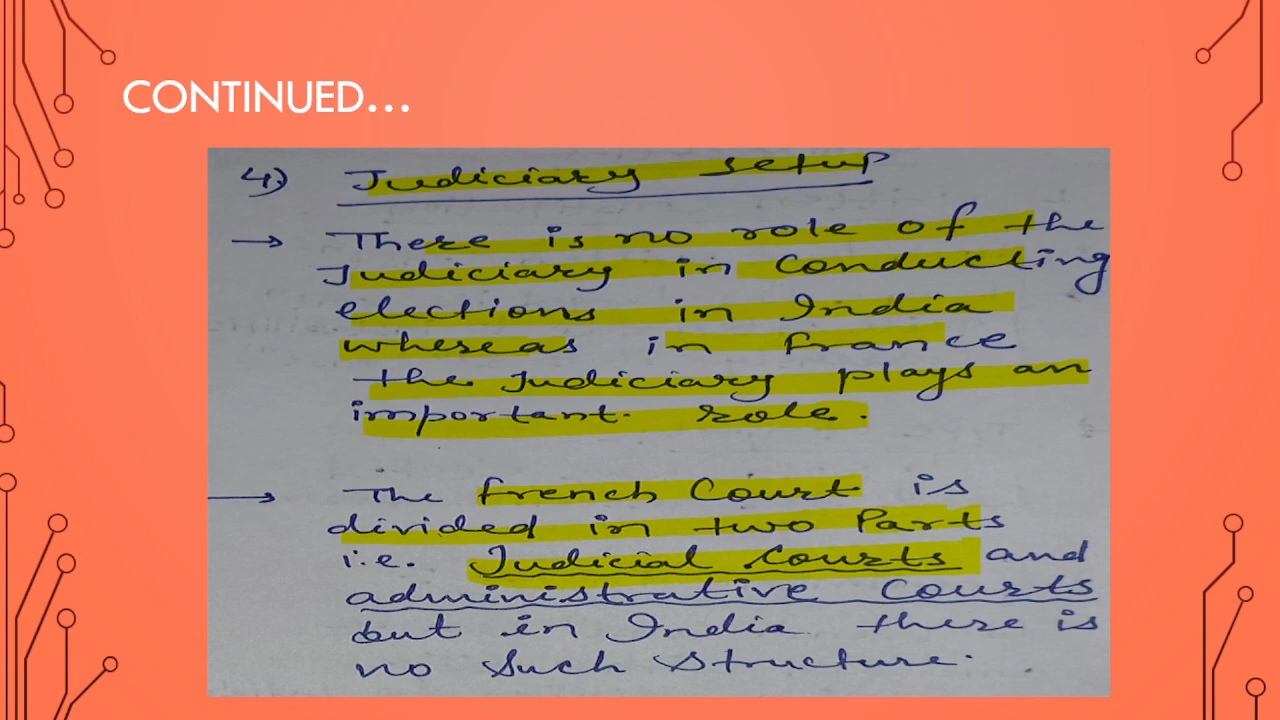 CONTINUED...
4) Judiciary Setup
→ There is no role of the
Judiciary in conducting
elections in India
whereas in france
the Judiciary plays an
important role.
→ The french Court is
divided in two Parts
i.e. Judicial Courts and
administrative Courts
but in India there is
no such structure.